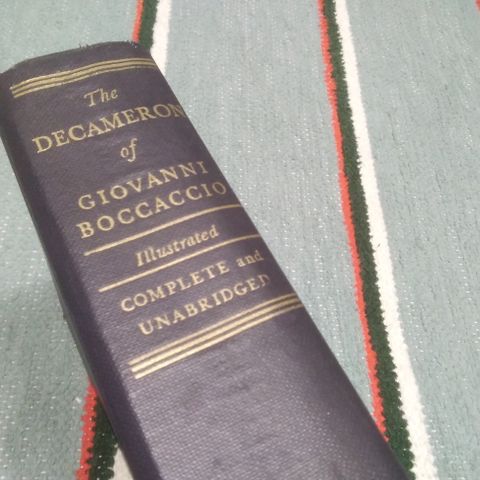 The
DECAMERON
of
GIOVANNI
BOCCACCIO
Illustrated
COMPLETE and
UNABRIDGED